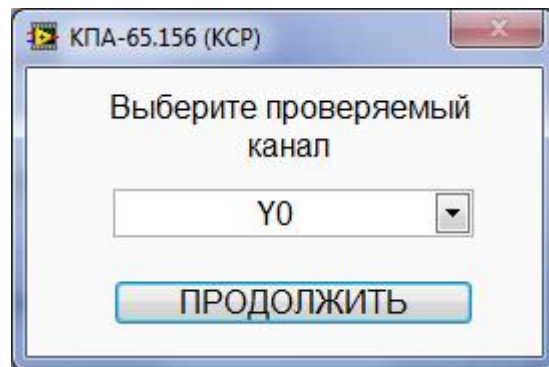 КПА-65.156 (КСР)
Выберите проверяемый
канал
Y0
ПРОДОЛЖИТЬ